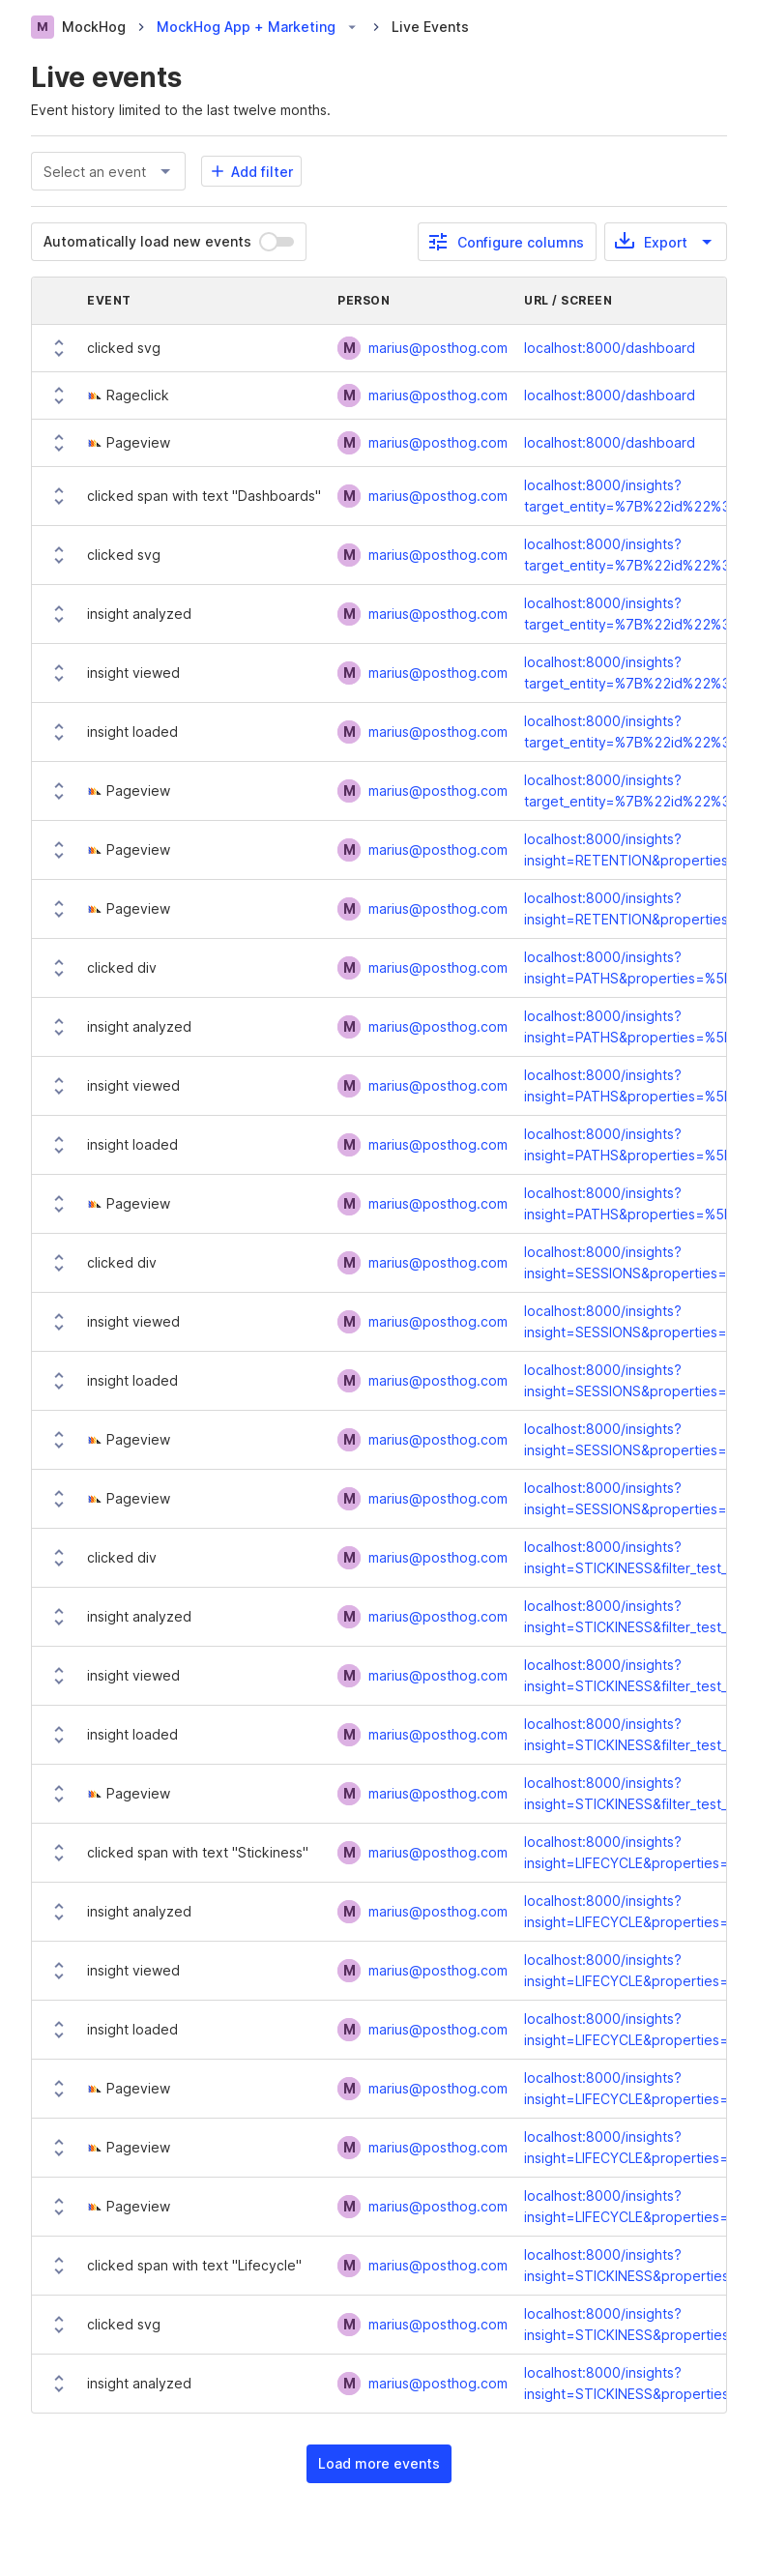 M MockHog > MockHog App + Marketing > Live Events
Live events
Event history limited to the last twelve months.
Select an event + Add filter
Automatically load new events Configure columns Export
EVENT PERSON URL / SCREEN
clicked svg M marius@posthog.com localhost:8000/dashboard
Rageclick M marius@posthog.com localhost:8000/dashboard
Pageview M marius@posthog.com localhost:8000/dashboard
clicked span with text "Dashboards" M marius@posthog.com localhost:8000/insights?
target_entity=%7B%22id%22%3
clicked svg M marius@posthog.com localhost:8000/insights?
target_entity=%7B%22id%22%3
insight analyzed M marius@posthog.com localhost:8000/insights?
target_entity=%7B%22id%22%3
insight viewed M marius@posthog.com localhost:8000/insights?
target_entity=%7B%22id%22%3
insight loaded M marius@posthog.com localhost:8000/insights?
target_entity=%7B%22id%22%3
Pageview M marius@posthog.com localhost:8000/insights?
target_entity=%7B%22id%22%3
Pageview M marius@posthog.com localhost:8000/insights?
insight=RETENTION&properties
Pageview M marius@posthog.com localhost:8000/insights?
insight=RETENTION&properties
clicked div M marius@posthog.com localhost:8000/insights?
insight=PATHS&properties=%5
insight analyzed M marius@posthog.com localhost:8000/insights?
insight=PATHS&properties=%5
insight viewed M marius@posthog.com localhost:8000/insights?
insight=PATHS&properties=%5
insight loaded M marius@posthog.com localhost:8000/insights?
insight=PATHS&properties=%5
Pageview M marius@posthog.com localhost:8000/insights?
insight=PATHS&properties=%5
clicked div M marius@posthog.com localhost:8000/insights?
insight=SESSIONS&properties=
insight viewed M marius@posthog.com localhost:8000/insights?
insight=SESSIONS&properties=
insight loaded M marius@posthog.com localhost:8000/insights?
insight=SESSIONS&properties=
Pageview M marius@posthog.com localhost:8000/insights?
insight=SESSIONS&properties=
Pageview M marius@posthog.com localhost:8000/insights?
insight=SESSIONS&properties=
clicked div M marius@posthog.com localhost:8000/insights?
insight=STICKINESS&filter_test_
insight analyzed M marius@posthog.com localhost:8000/insights?
insight=STICKINESS&filter_test_
insight viewed M marius@posthog.com localhost:8000/insights?
insight=STICKINESS&filter_test_
insight loaded M marius@posthog.com localhost:8000/insights?
insight=STICKINESS&filter_test_
Pageview M marius@posthog.com localhost:8000/insights?
insight=STICKINESS&filter_test_
clicked span with text "Stickiness" M marius@posthog.com localhost:8000/insights?
insight=LIFECYCLE&properties=
insight analyzed M marius@posthog.com localhost:8000/insights?
insight=LIFECYCLE&properties=
insight viewed M marius@posthog.com localhost:8000/insights?
insight=LIFECYCLE&properties=
insight loaded M marius@posthog.com localhost:8000/insights?
insight=LIFECYCLE&properties=
Pageview M marius@posthog.com localhost:8000/insights?
insight=LIFECYCLE&properties=
Pageview M marius@posthog.com localhost:8000/insights?
insight=LIFECYCLE&properties=
Pageview M marius@posthog.com localhost:8000/insights?
insight=LIFECYCLE&properties=
clicked span with text "Lifecycle" M marius@posthog.com localhost:8000/insights?
insight=STICKINESS&properties
clicked svg M marius@posthog.com localhost:8000/insights?
insight=STICKINESS&properties
insight analyzed M marius@posthog.com localhost:8000/insights?
insight=STICKINESS&properties
Load more events